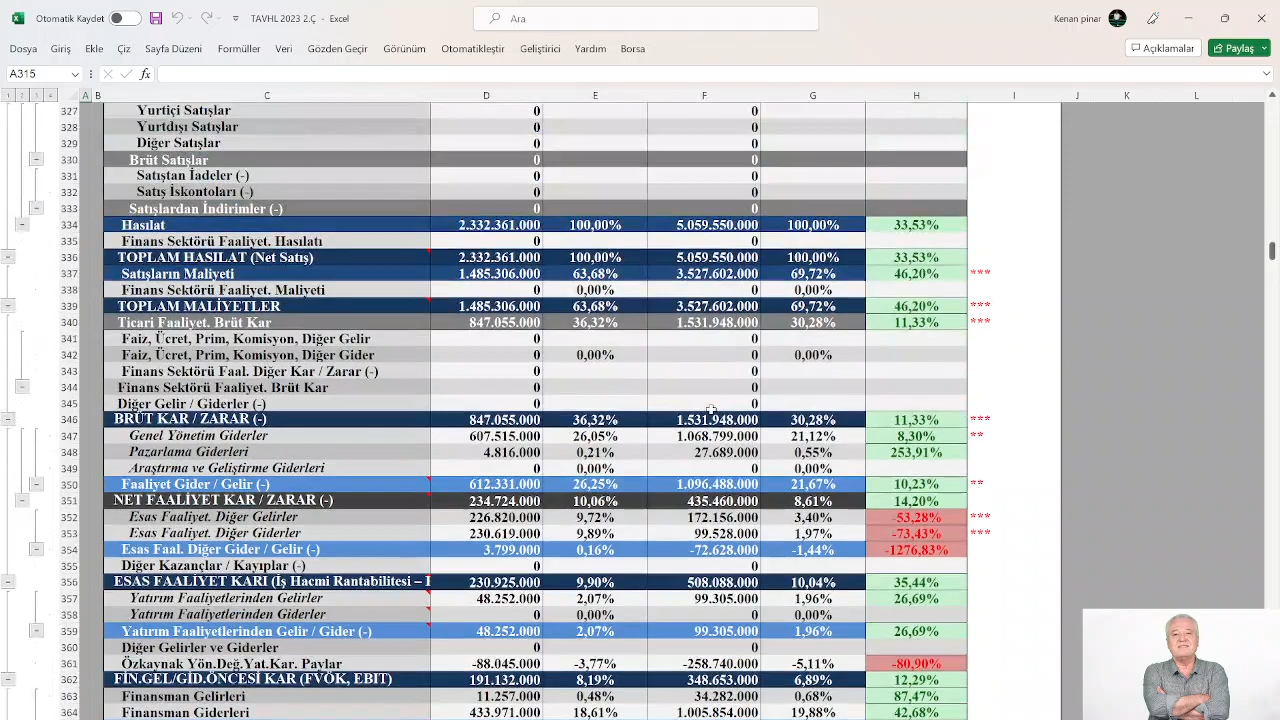 Otomatik Kaydet TAVHL 2023 2.Ç - Excel Ara Kenan pinar
Dosya Giriş Ekle Çiz Sayfa Düzeni Formüller Veri Gözden Geçir Görünüm Otomatikleştir Geliştirici Yardım Borsa Açıklamalar Paylaş
A315 fx
1 2 3 4 A B C D E F G H I J K L
327 Yurtiçi Satışlar 0 0
328 Yurtdışı Satışlar 0 0
329 Diğer Satışlar 0 0
330 Brüt Satışlar 0 0
331 Satıştan İadeler (-) 0 0
332 Satış İskontoları (-) 0 0
333 Satışlardan İndirimler (-) 0 0
334 Hasılat 2.332.361.000 100,00% 5.059.550.000 100,00% 33,53%
335 Finans Sektörü Faaliyet. Hasılatı 0 0
336 TOPLAM HASILAT (Net Satış) 2.332.361.000 100,00% 5.059.550.000 100,00% 33,53%
337 Satışların Maliyeti 1.485.306.000 63,68% 3.527.602.000 69,72% 46,20% ***
338 Finans Sektörü Faaliyet. Maliyeti 0 0,00% 0 0,00%
339 TOPLAM MALİYETLER 1.485.306.000 63,68% 3.527.602.000 69,72% 46,20% ***
340 Ticari Faaliyet. Brüt Kar 847.055.000 36,32% 1.531.948.000 30,28% 11,33% ***
341 Faiz, Ücret, Prim, Komisyon, Diğer Gelir 0 0
342 Faiz, Ücret, Prim, Komisyon, Diğer Gider 0 0,00% 0 0,00%
343 Finans Sektörü Faal. Diğer Kar / Zarar (-) 0 0
344 Finans Sektörü Faaliyet. Brüt Kar 0 0
345 Diğer Gelir / Giderler (-) 0 0
346 BRÜT KAR / ZARAR (-) 847.055.000 36,32% 1.531.948.000 30,28% 11,33% ***
347 Genel Yönetim Giderler 607.515.000 26,05% 1.068.799.000 21,12% 8,30% **
348 Pazarlama Giderleri 4.816.000 0,21% 27.689.000 0,55% 253,91%
349 Araştırma ve Geliştirme Giderleri 0 0,00% 0 0,00%
350 Faaliyet Gider / Gelir (-) 612.331.000 26,25% 1.096.488.000 21,67% 10,23% **
351 NET FAALİYET KAR / ZARAR (-) 234.724.000 10,06% 435.460.000 8,61% 14,20%
352 Esas Faaliyet. Diğer Gelirler 226.820.000 9,72% 172.156.000 3,40% -53,28% ***
353 Esas Faaliyet. Diğer Giderler 230.619.000 9,89% 99.528.000 1,97% -73,43% ***
354 Esas Faal. Diğer Gider / Gelir (-) 3.799.000 0,16% -72.628.000 -1,44% -1276,83%
355 Diğer Kazançlar / Kayıplar (-) 0 0
356 ESAS FAALİYET KARI (İş Hacmi Rantabilitesi – 230.925.000 9,90% 508.088.000 10,04% 35,44%
357 Yatırım Faaliyetlerinden Gelirler 48.252.000 2,07% 99.305.000 1,96% 26,69%
358 Yatırım Faaliyetlerinden Giderler 0 0,00% 0 0,00%
359 Yatırım Faaliyetlerinden Gelir / Gider (-) 48.252.000 2,07% 99.305.000 1,96% 26,69%
360 Diğer Gelirler ve Giderler 0 0
361 Özkaynak Yön.Değ.Yat.Kar. Paylar -88.045.000 -3,77% -258.740.000 -5,11% -80,90%
362 FİN.GEL/GİD.ÖNCESİ KAR (FVÖK, EBIT) 191.132.000 8,19% 348.653.000 6,89% 12,29%
363 Finansman Gelirleri 11.257.000 0,48% 34.282.000 0,68% 87,47%
364 Finansman Giderleri 433.971.000 18,61% 1.005.854.000 19,88% 42,68%